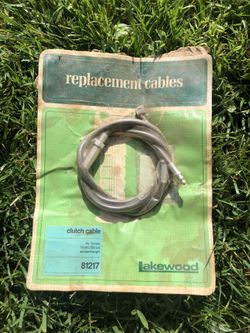 replacement cables
clutch cable
81217
Lakewood